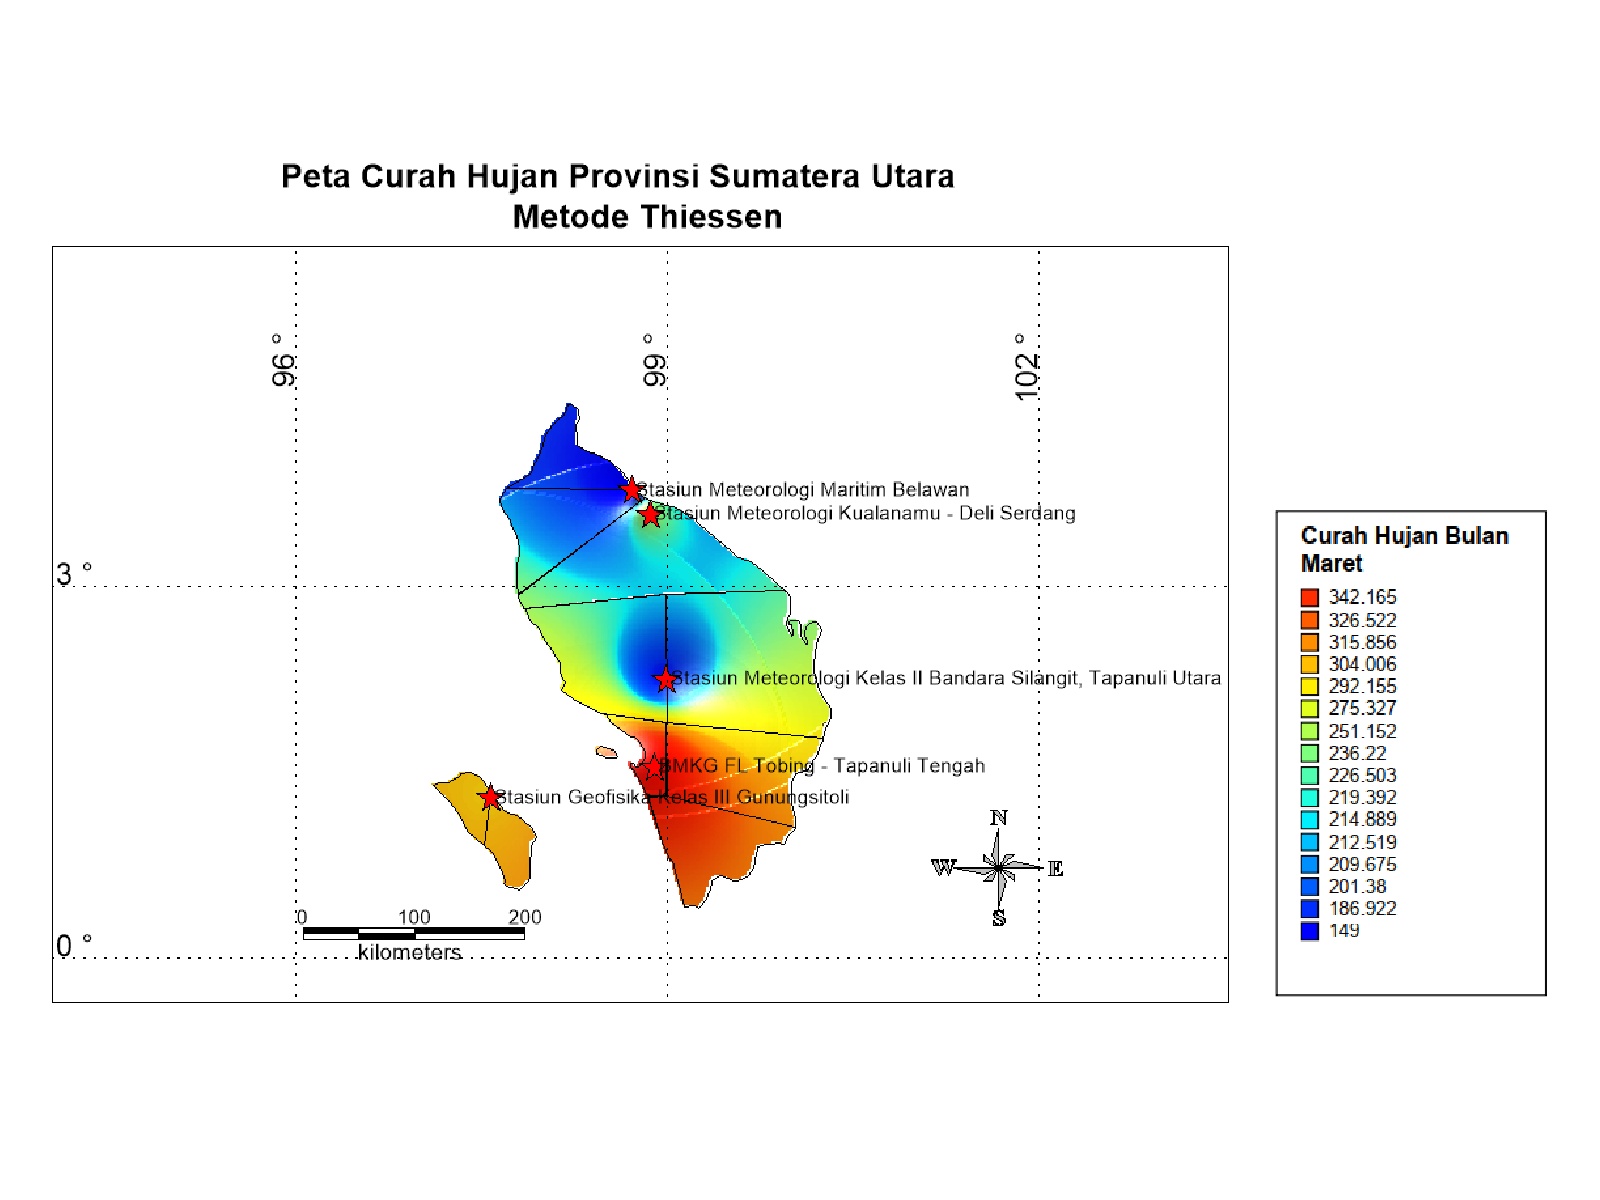 Peta Curah Hujan Provinsi Sumatera Utara
Metode Thiessen
96 °
99 °
102 °
Stasiun Meteorologi Maritim Belawan
Stasiun Meteorologi Kualanamu - Deli Serdang
3 °
Stasiun Meteorologi Kelas II Bandara Silangit, Tapanuli Utara
BMKG FL Tobing - Tapanuli Tengah
Stasiun Geofisika Kelas III Gunungsitoli
N
W
E
S
0 100 200
kilometers
0 °
Curah Hujan Bulan
Maret
342.165
326.522
315.856
304.006
292.155
275.327
251.152
236.22
226.503
219.392
214.889
212.519
209.675
201.38
186.922
149